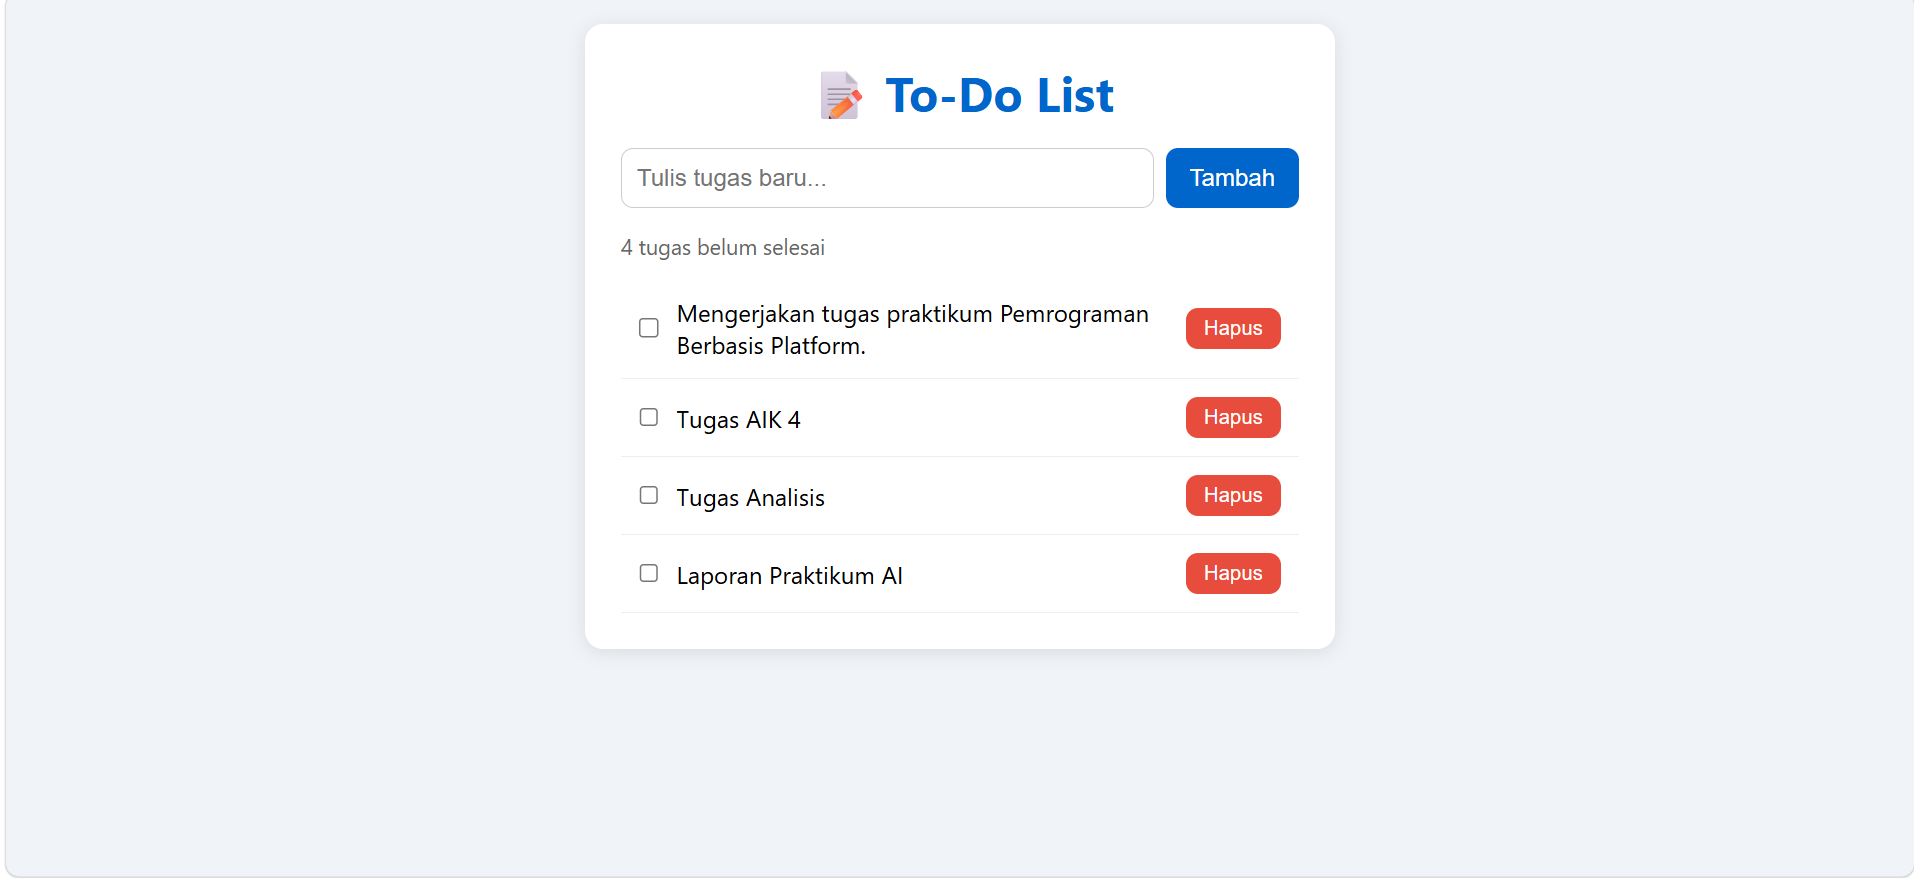 To-Do List
Tulis tugas baru...
Tambah
4 tugas belum selesai
Mengerjakan tugas praktikum Pemrograman
Berbasis Platform.
Hapus
Tugas AIK 4
Hapus
Tugas Analisis
Hapus
Laporan Praktikum AI
Hapus